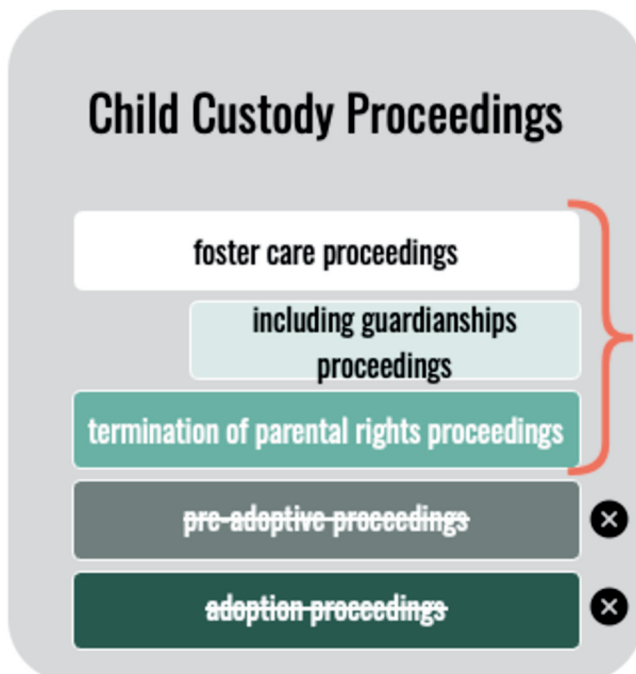 Child Custody Proceedings
foster care proceedings
including guardianships
proceedings
termination of parental rights proceedings
pre-adoptive proceedings
adoption proceedings